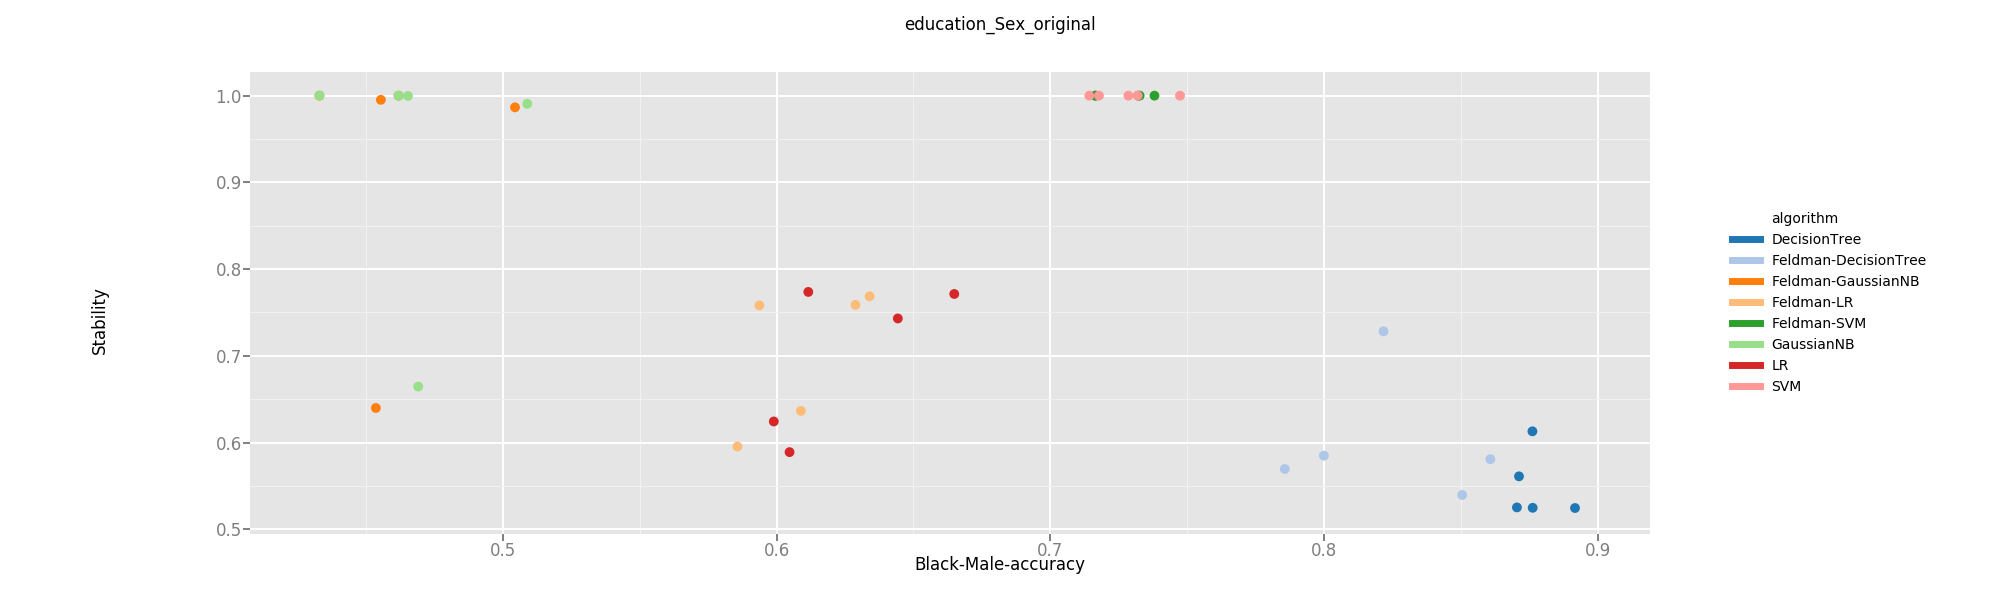 education_Sex_original
1.0
0.9
0.8
0.7
0.6
0.5
Stability
0.5 0.6 0.7 0.8 0.9
Black-Male-accuracy
algorithm
DecisionTree
Feldman-DecisionTree
Feldman-GaussianNB
Feldman-LR
Feldman-SVM
GaussianNB
LR
SVM